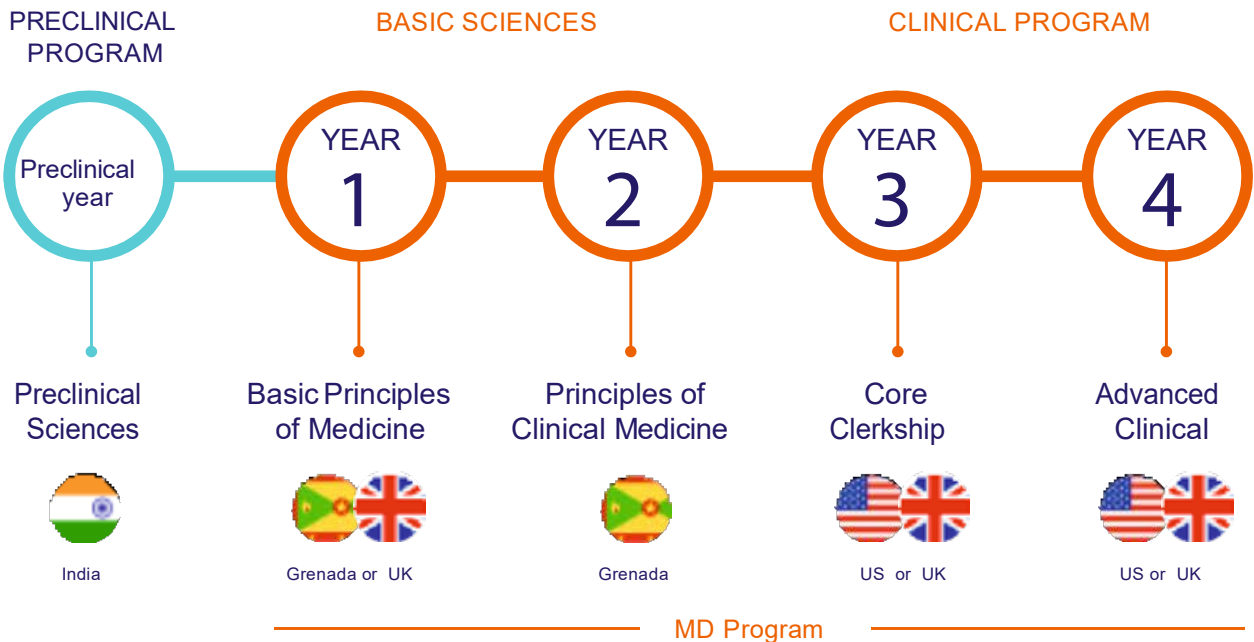 PRECLINICAL
PROGRAM
BASIC SCIENCES
CLINICAL PROGRAM
Preclinical
year
YEAR
1
YEAR
2
YEAR
3
YEAR
4
Preclinical
Sciences
Basic Principles
of Medicine
Principles of
Clinical Medicine
Core
Clerkship
Advanced
Clinical
India
Grenada or UK
Grenada
US or UK
US or UK
MD Program